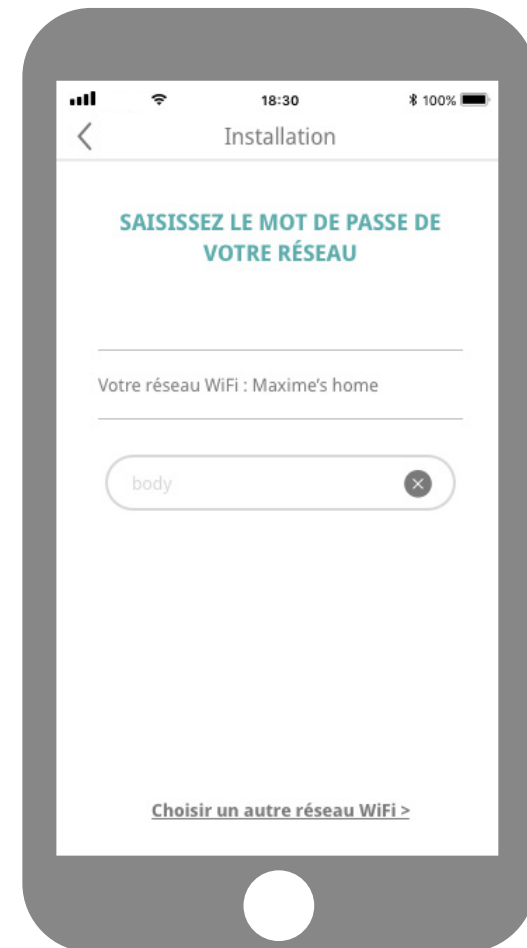 18:30 100%
Installation
SAISISSEZ LE MOT DE PASSE DE
VOTRE RÉSEAU
Votre réseau WiFi : Maxime's home
body
Choisir un autre réseau WiFi >